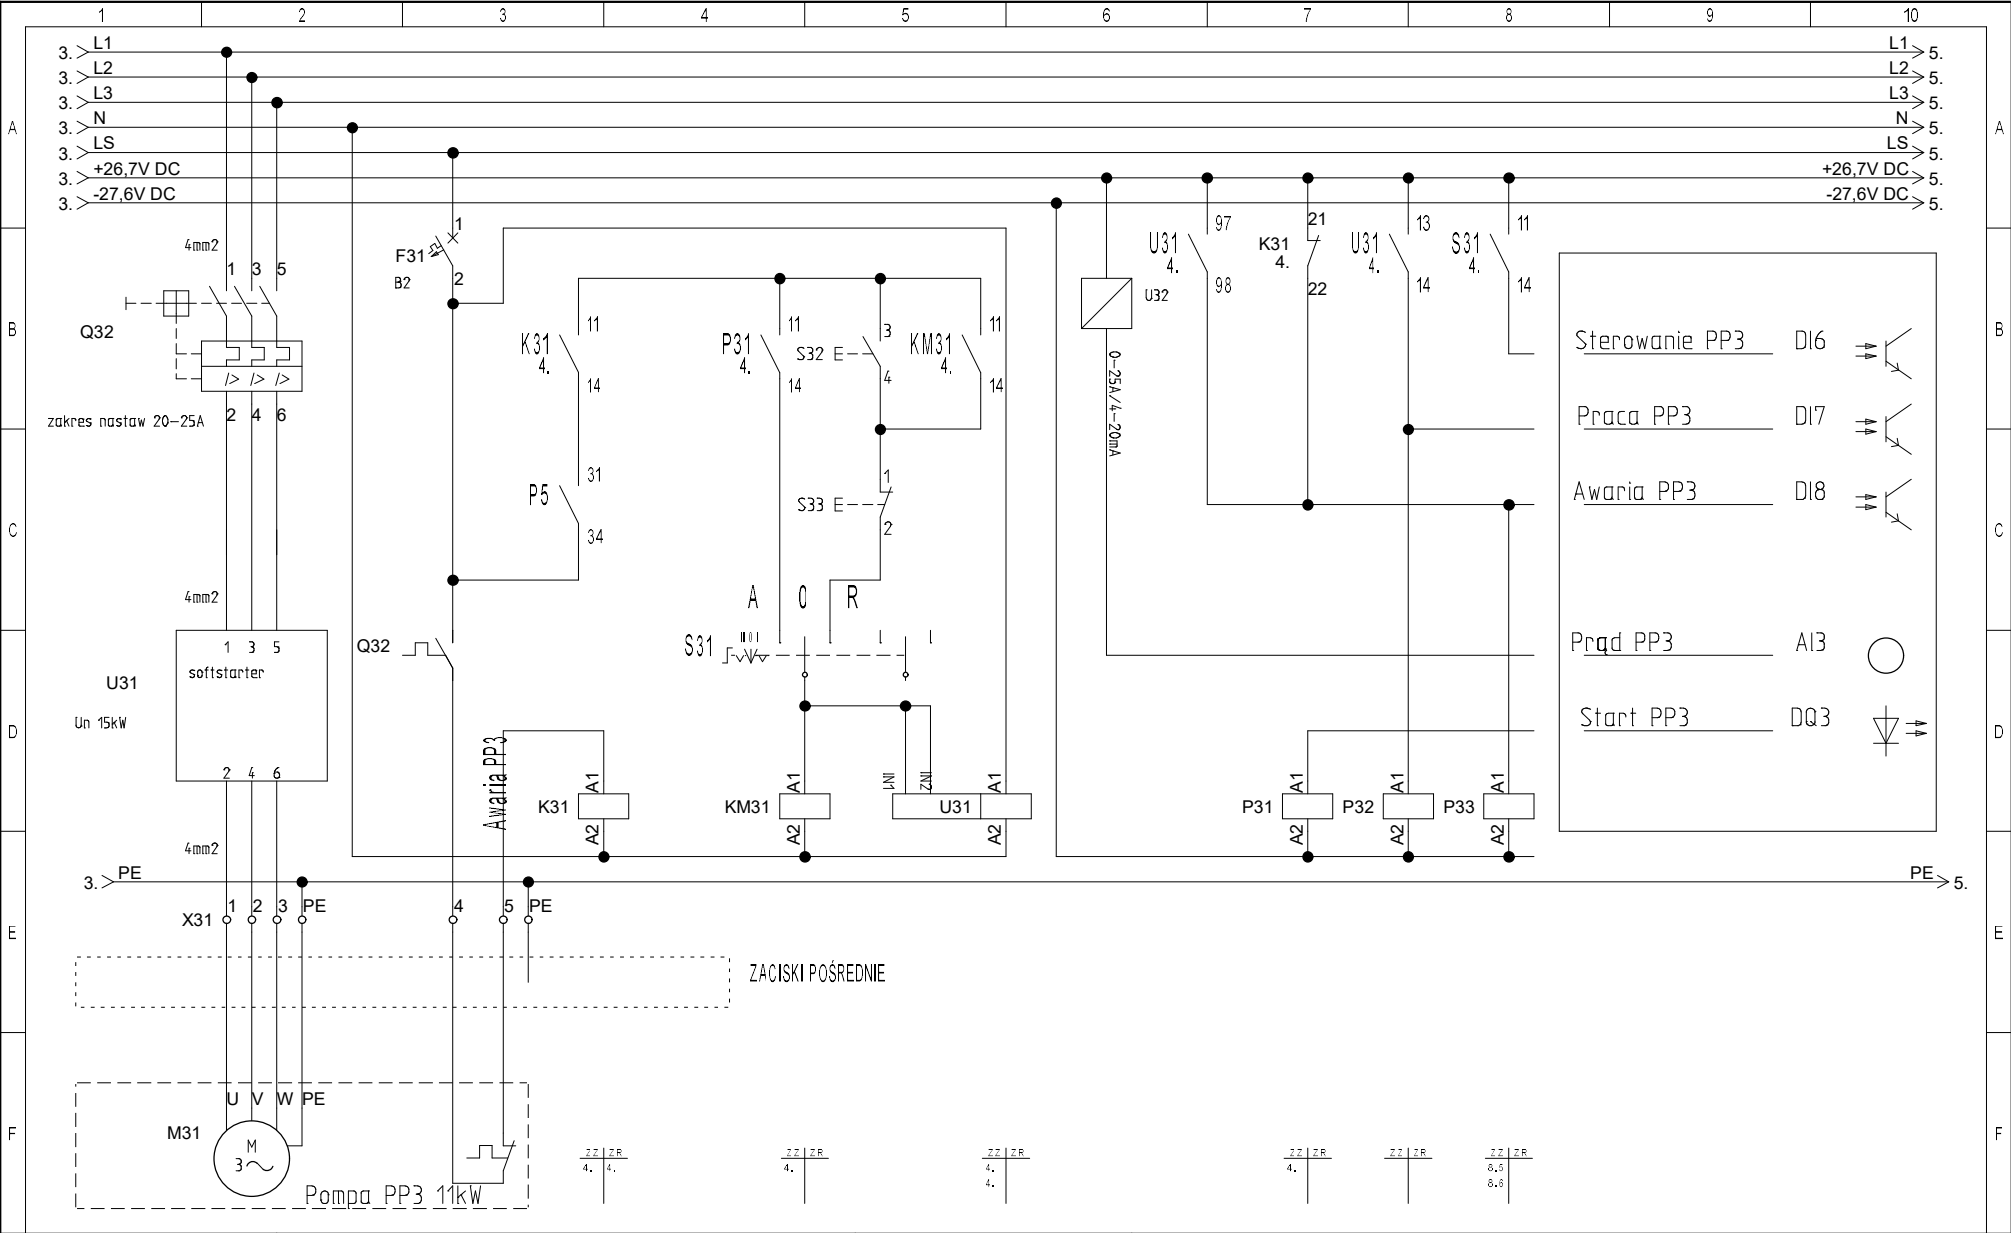 1 2 3 4 5 6 7 8 9 10
3. L1 L1 5.
3. L2 L2 5.
3. L3 L3 5.
A 3. N N 5. A
3. LS LS 5.
3. +26,7V DC +26,7V DC 5.
3. -27,6V DC -27,6V DC 5.
4mm2
1 3 5
Q32
zakres nastaw 20-25A
2 4 6
I> I> I>
4mm2
1 3 5
softstarter
U31
Un 15kW
2 4 6
4mm2
1
F31
B2
2
K31
4.
11
14
P5
31
34
P31
4.
11
14
S32 E
3
4
KM31
4.
11
14
S33 E
1
2
A 0 R
S31
II 0 I
Q32
Awaria PP3
K31 A1 A2
KM31 A1 A2
IN1 IN2
U31 A1 A2
U32
0-25A/4-20mA
U31
4.
97
98
K31
4.
21
22
U31
4.
13
14
S31
4.
11
14
P31 A1 A2
P32 A1 A2
P33 A1 A2
B B
Sterowanie PP3 DI6
Praca PP3 DI7
Awaria PP3 DI8
C C
Prąd PP3 AI3
Start PP3 DQ3
D D
3. PE PE 5.
X31 1 2 3 PE 4 5 PE
E E
ZACISKI POŚREDNIE
U V W PE
M31
M
3
Pompa PP3 11kW
F F
ZZ ZR
4. 4.
ZZ ZR
4.
ZZ ZR
4.
4.
ZZ ZR
4.
ZZ ZR
ZZ ZR
8.5
8.6